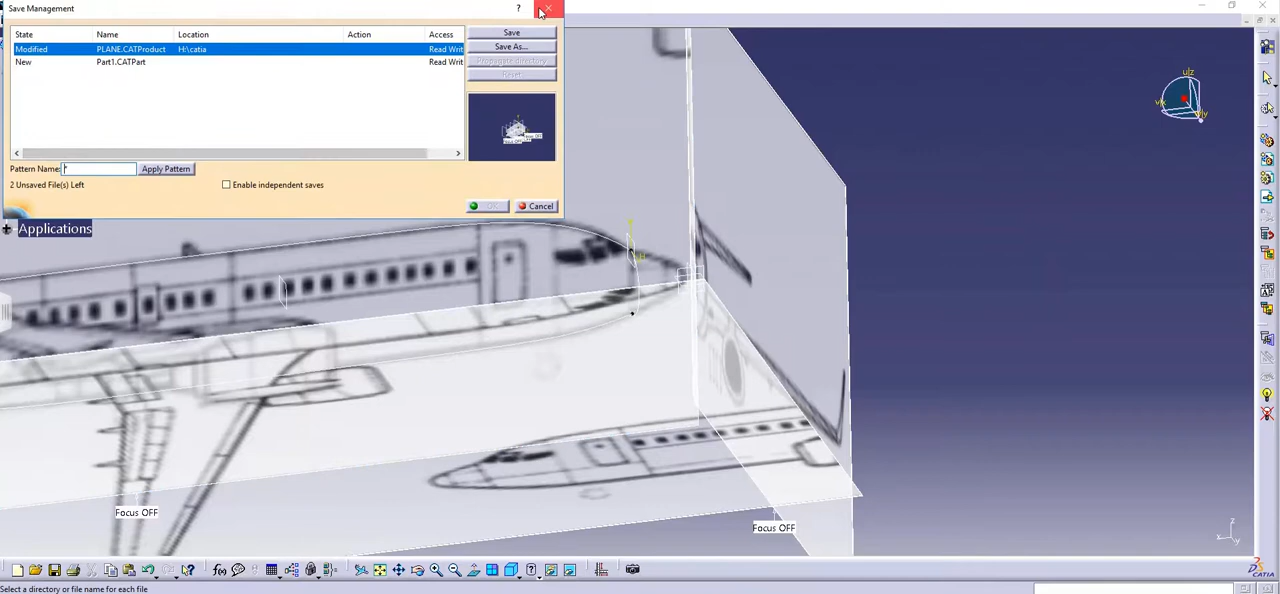 Save Management
?
State Name Location Action Access
Modified PLANE.CATProduct H:\catia Read Writ
New Part1.CATPart Read Writ
Save
Save As...
Propagate directory
Reset
Pattern Name: * Apply Pattern
2 Unsaved File(s) Left
Enable independent saves
OK Cancel
Applications
Focus OFF
Focus OFF
Select a directory or file name for each file
CATIA